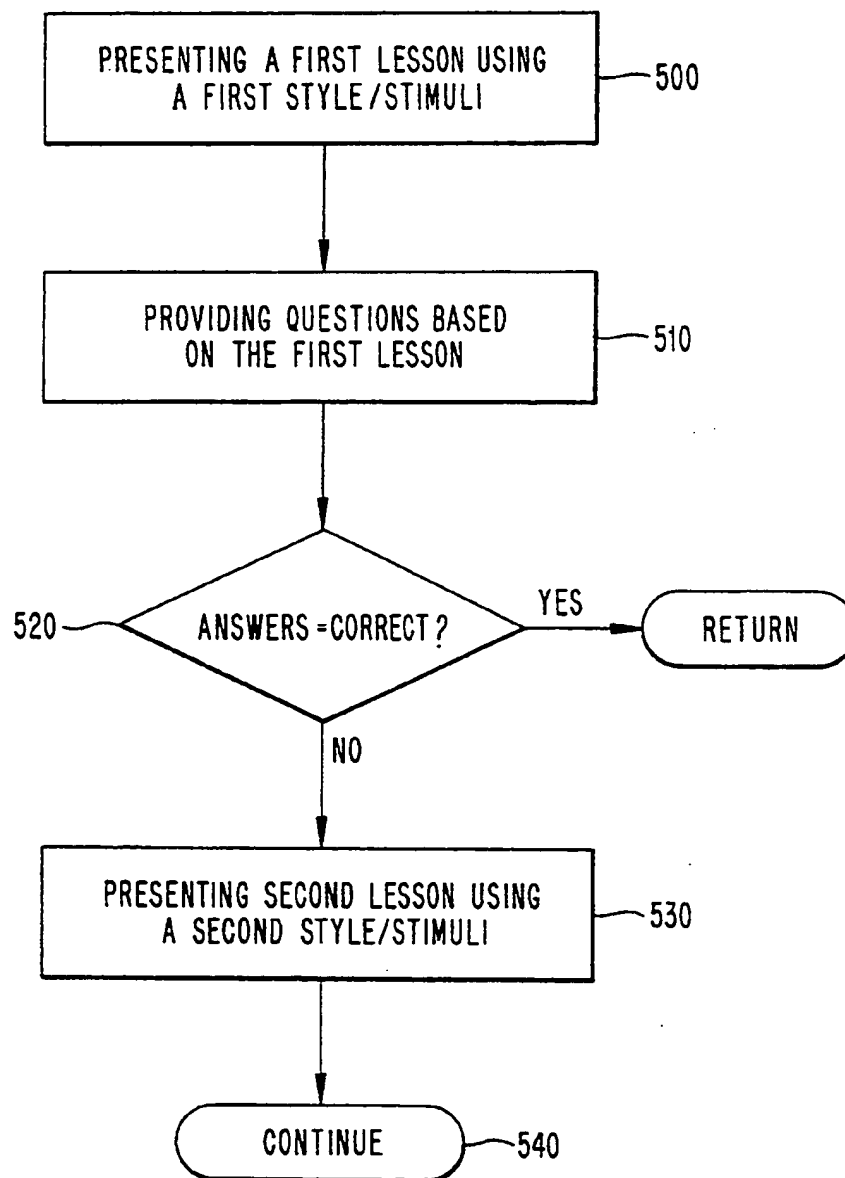 PRESENTING A FIRST LESSON USING
A FIRST STYLE/STIMULI
500
PROVIDING QUESTIONS BASED
ON THE FIRST LESSON
510
520
ANSWERS=CORRECT?
YES
RETURN
NO
PRESENTING SECOND LESSON USING
A SECOND STYLE/STIMULI
530
CONTINUE
540